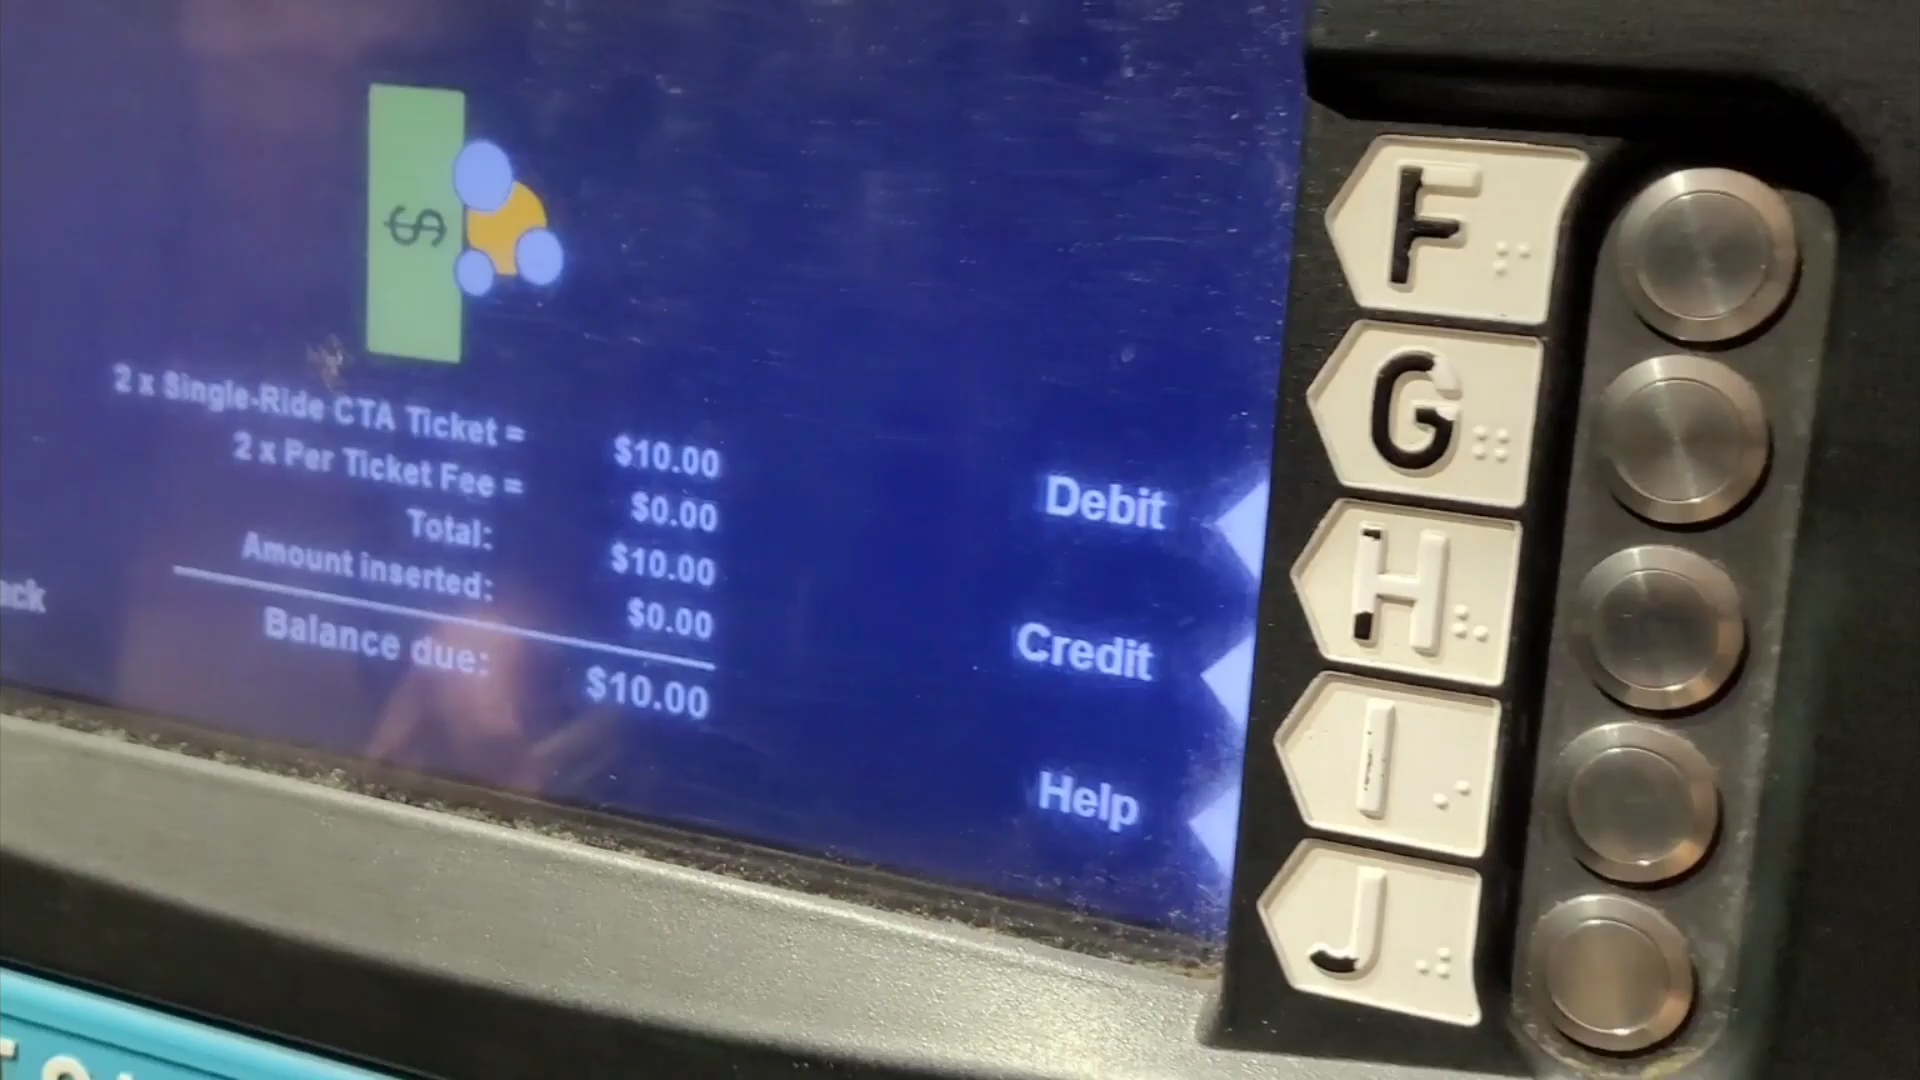 $
2 x Single-Ride CTA Ticket = $10.00
2 x Per Ticket Fee = $0.00
Total: $10.00
Amount inserted: $0.00
Balance due: $10.00
Debit
Credit
Help
F
G
H
I
J